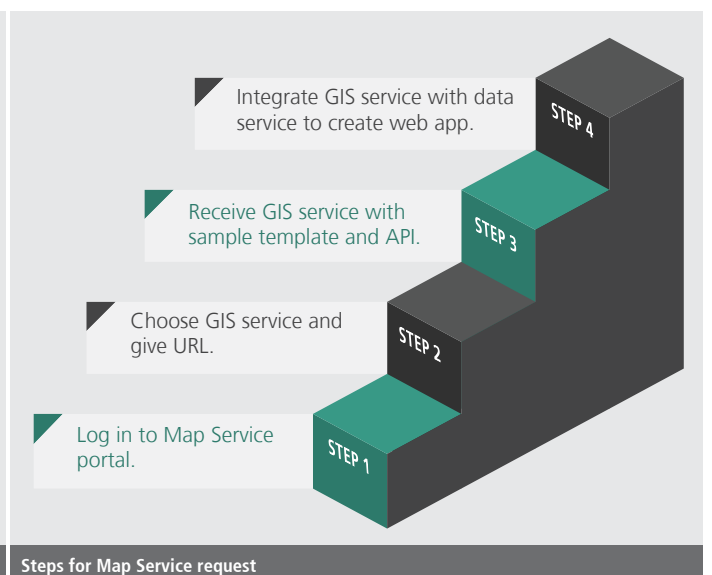 Integrate GIS service with data
service to create web app.
STEP 4
Receive GIS service with
sample template and API.
STEP 3
Choose GIS service and
give URL.
STEP 2
Log in to Map Service
portal.
STEP 1
Steps for Map Service request